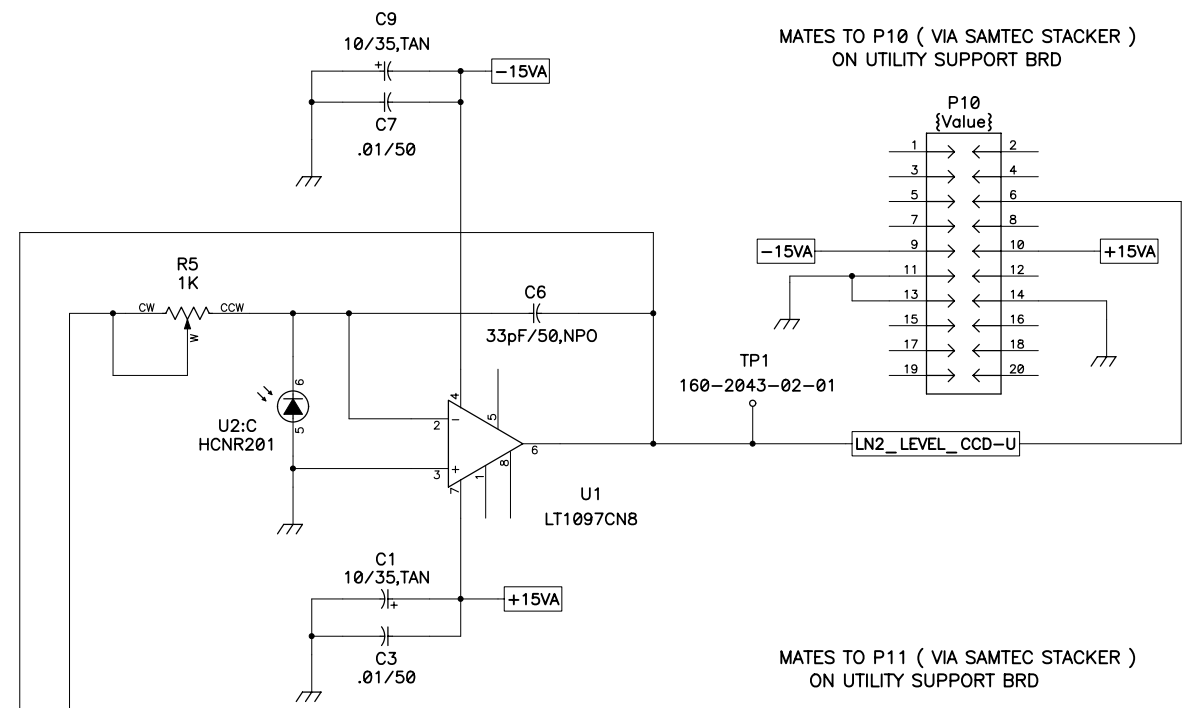 C9
10/35,TAN
+
-15VA
C7
.01/50
MATES TO P10 ( VIA SAMTEC STACKER )
ON UTILITY SUPPORT BRD
P10
{Value}
1 2
3 4
5 6
7 8
-15VA 9 10 +15VA
11 12
13 14
15 16
17 18
19 20
R5
1K
CW CCW
W
C6
33pF/50,NPO
TP1
160-2043-02-01
6
5
U2:C
HCNR201
4
5
2 -
3 +
6
7
1
8
U1
LT1097CN8
LN2_LEVEL_CCD-U
C1
10/35,TAN
+
+15VA
C3
.01/50
MATES TO P11 ( VIA SAMTEC STACKER )
ON UTILITY SUPPORT BRD